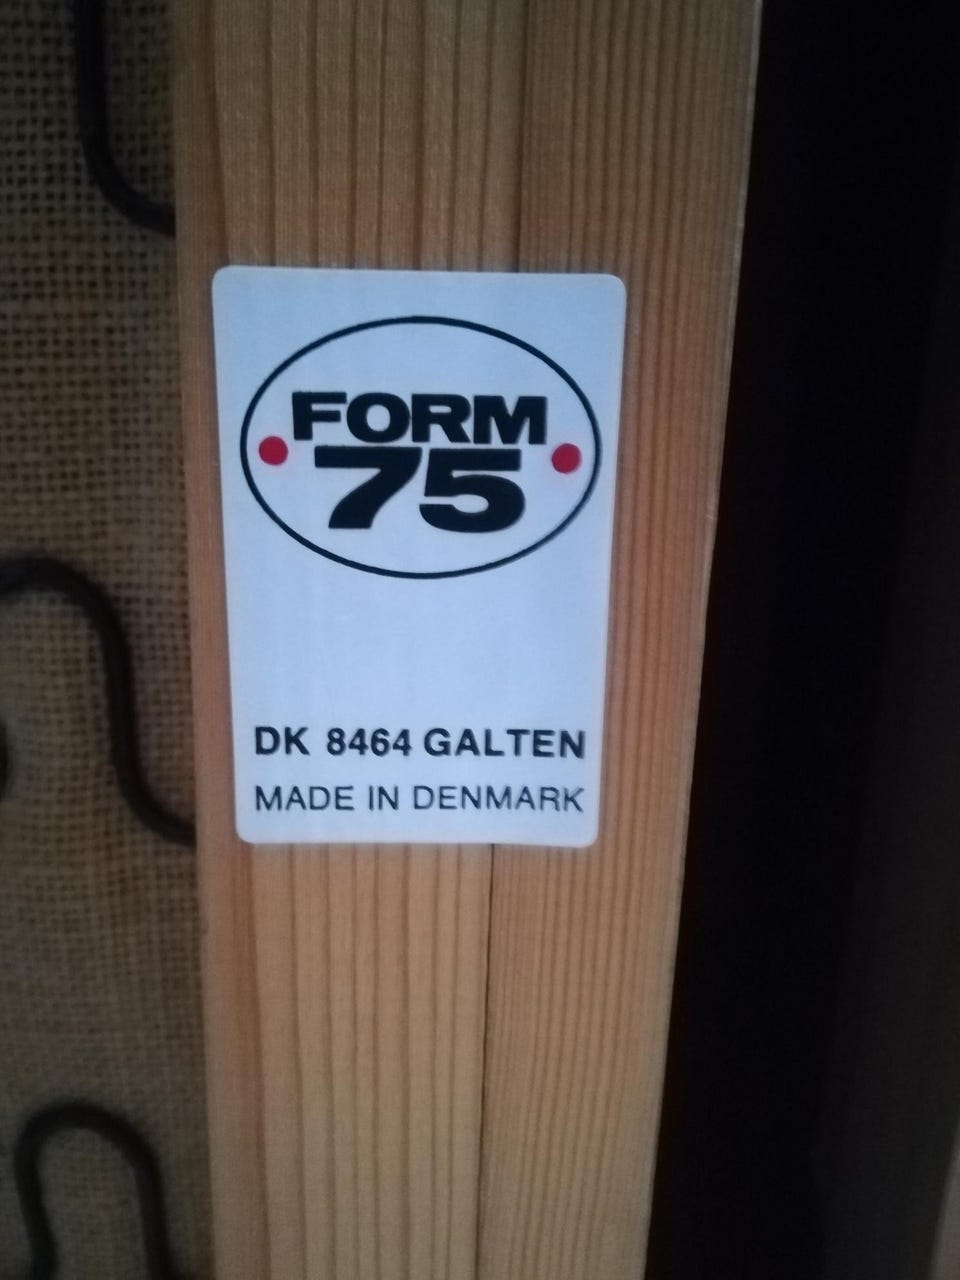 FORM
75
DK 8464 GALTEN
MADE IN DENMARK